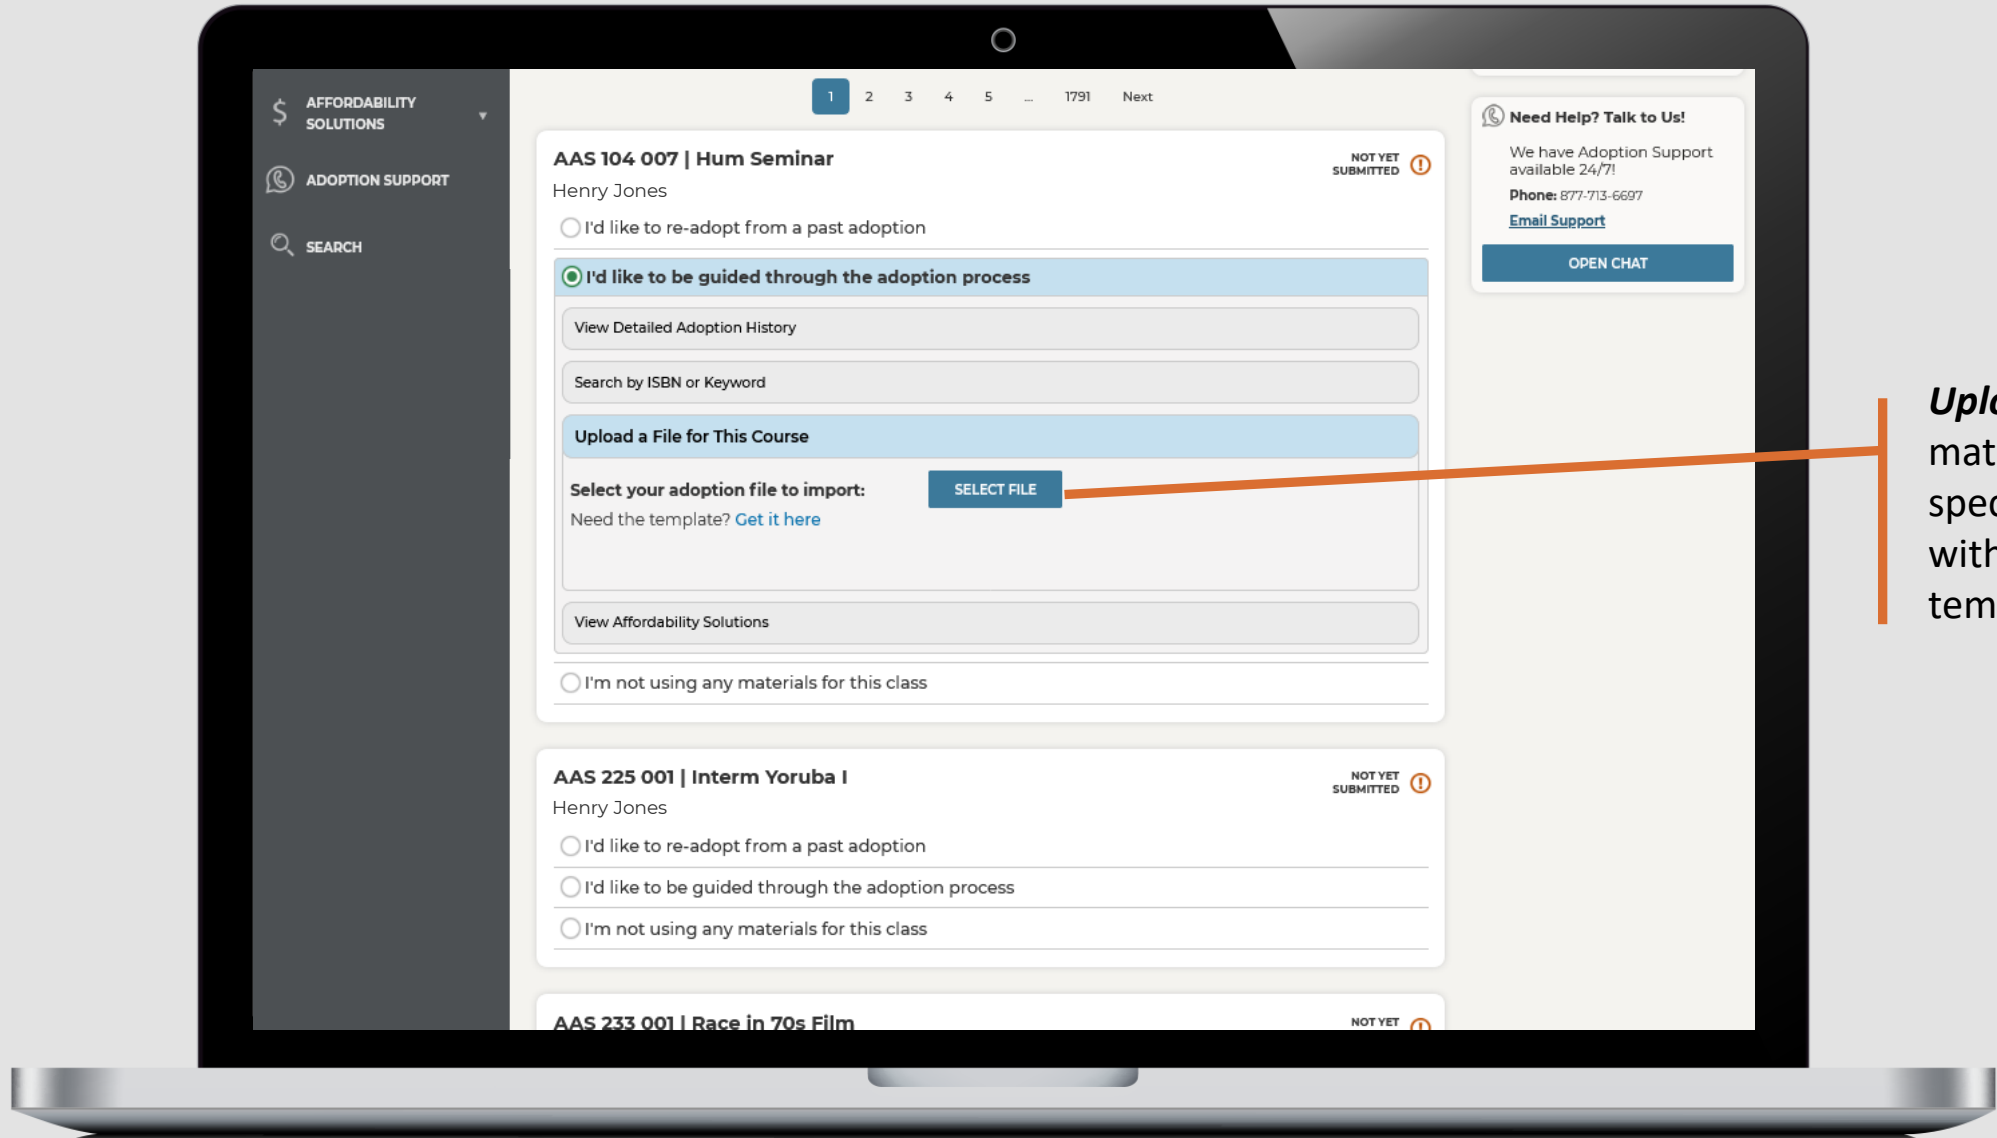 AFFORDABILITY
SOLUTIONS
ADOPTION SUPPORT
SEARCH
1 2 3 4 5 ... 1791 Next
AAS 104 007 | Hum Seminar
NOT YET
SUBMITTED
Henry Jones
I'd like to re-adopt from a past adoption
I'd like to be guided through the adoption process
View Detailed Adoption History
Search by ISBN or Keyword
Upload a File for This Course
Select your adoption file to import:
SELECT FILE
Need the template? Get it here
View Affordability Solutions
I'm not using any materials for this class
AAS 225 001 | Interm Yoruba I
NOT YET
SUBMITTED
Henry Jones
I'd like to re-adopt from a past adoption
I'd like to be guided through the adoption process
I'm not using any materials for this class
AAS 233 001 | Race in 70s Film
NOT YET
Need Help? Talk to Us!
We have Adoption Support
available 24/7!
Phone: 877-713-6697
Email Support
OPEN CHAT